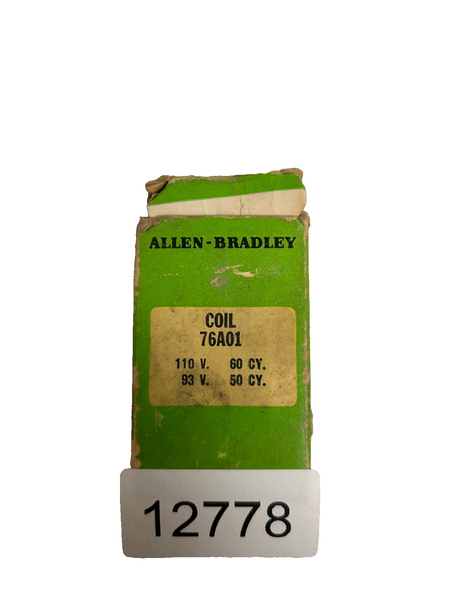 ALLEN-BRADLEY
COIL
76A01
110 V. 60 CY.
93 V. 50 CY.
12778